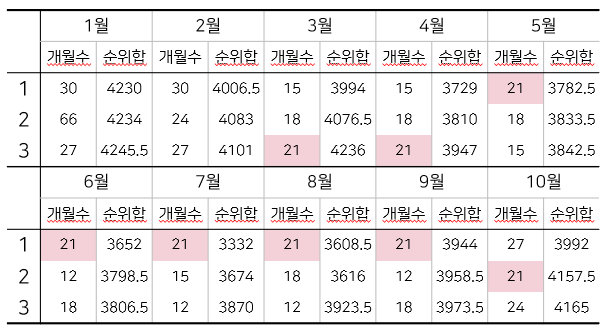 1월 2월 3월 4월 5월
개월수 순위합 개월수 순위합 개월수 순위합 개월수 순위합 개월수 순위합
1 30 4230 30 4006.5 15 3994 15 3729 21 3782.5
2 66 4234 24 4083 18 4076.5 18 3810 18 3833.5
3 27 4245.5 27 4101 21 4236 21 3947 15 3842.5
6월 7월 8월 9월 10월
개월수 순위합 개월수 순위합 개월수 순위합 개월수 순위합 개월수 순위합
1 21 3652 21 3332 21 3608.5 21 3944 27 3992
2 12 3798.5 15 3674 18 3616 12 3958.5 21 4157.5
3 18 3806.5 12 3870 12 3923.5 18 3973.5 24 4165